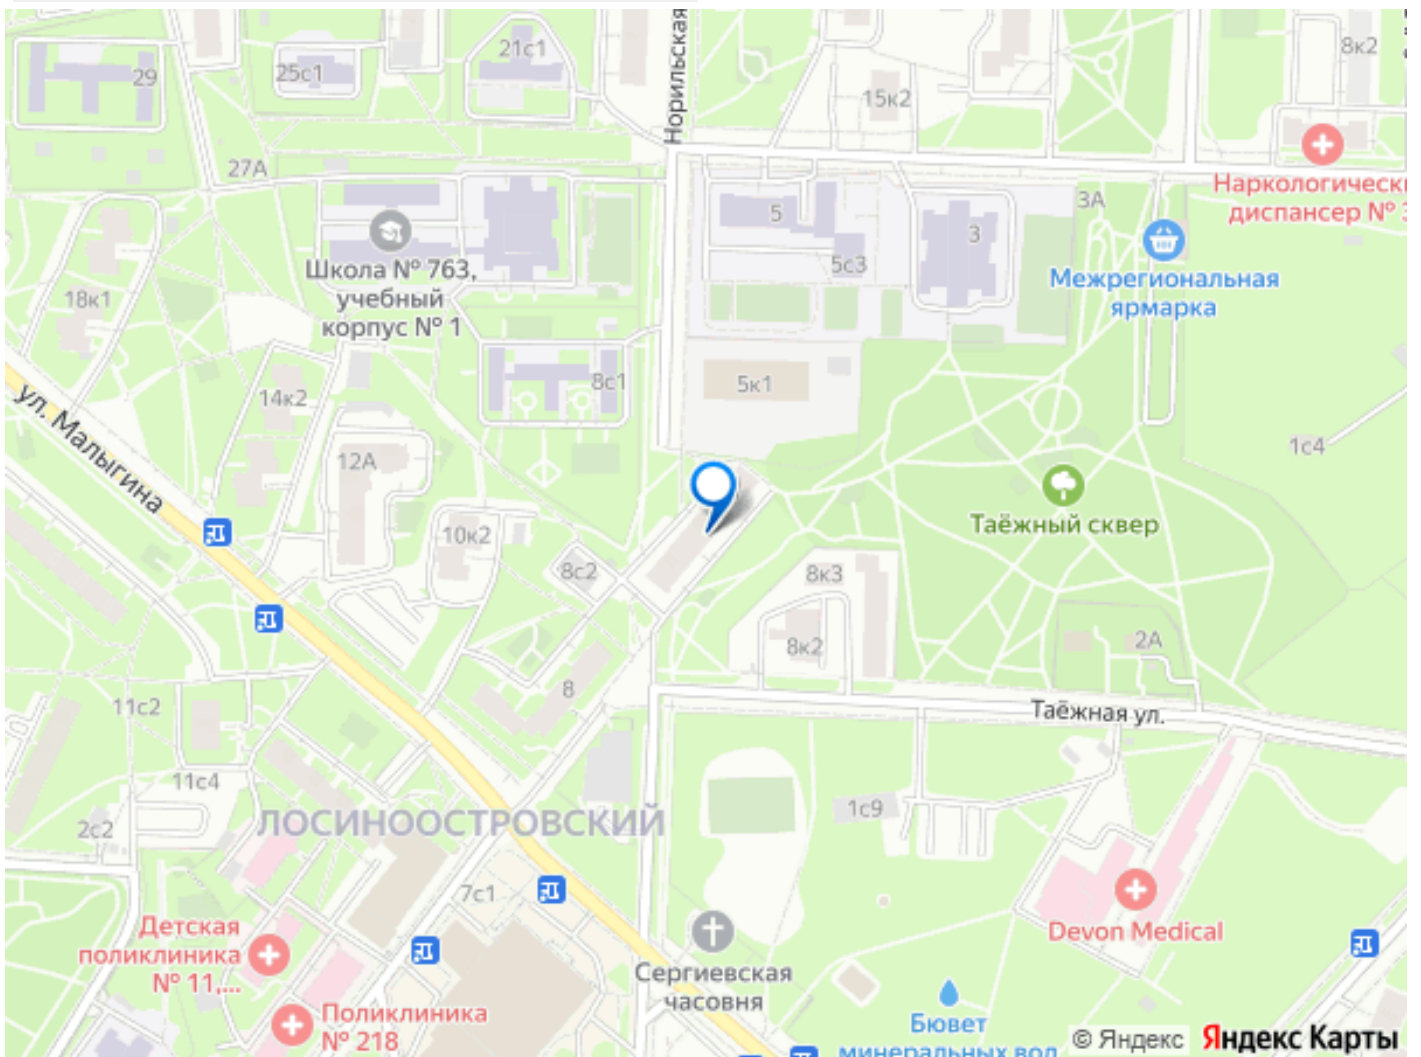 29
25с1
21с1
Норильская
15к2
8к2
27А
Наркологически
диспансер № 3
5
3
3А
5с3
Школа № 763,
учебный
корпус № 1
Межрегиональная
ярмарка
18к1
8с1
5к1
14к2
ул. Малыгина
12А
1с4
Таёжный сквер
10к2
8с2
8к3
8к2
2А
8
11с2
Таёжная ул.
11с4
1с9
2с2
ЛОСИНООСТРОВСКИЙ
7с1
Детская
поликлиника
№ 11,...
Devon Medical
Сергиевская
часовня
Поликлиника
№ 218
Бювет
минеральных вод
© Яндекс Яндекс Карты